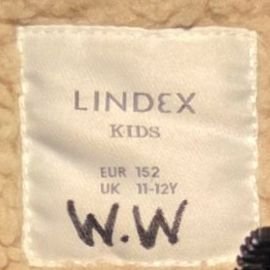 LINDEX
KIDS
EUR 152
UK 11-12Y
W.W